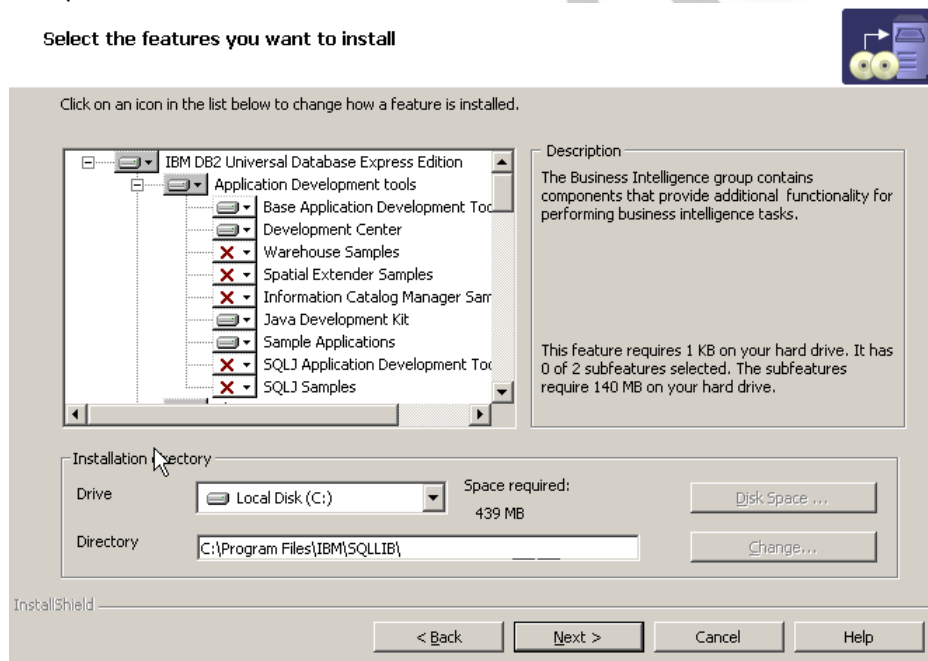 Select the features you want to install
Click on an icon in the list below to change how a feature is installed.
IBM DB2 Universal Database Express Edition
Application Development tools
Base Application Development Too
Development Center
Warehouse Samples
Spatial Extender Samples
Information Catalog Manager Sam
Java Development Kit
Sample Applications
SQLJ Application Development Too
SQLJ Samples
Description
The Business Intelligence group contains
components that provide additional functionality for
performing business intelligence tasks.
This feature requires 1 KB on your hard drive. It has
0 of 2 subfeatures selected. The subfeatures
require 140 MB on your hard drive.
Installation directory
Drive
Local Disk (C:)
Space required:
439 MB
Disk Space ...
Directory
C:\Program Files\IBM\SQLLIB\
Change...
InstallShield
< Back
Next >
Cancel
Help